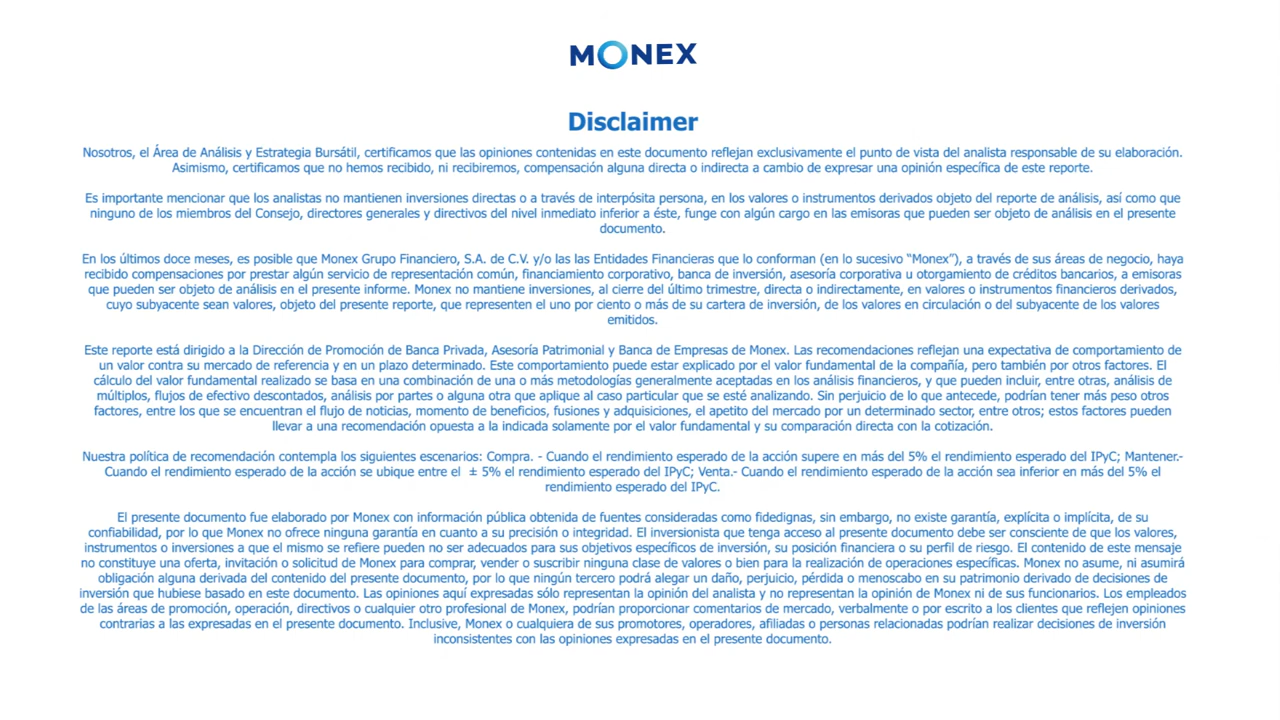 MONEX
Disclaimer
Nosotros, el Área de Análisis y Estrategia Bursátil, certificamos que las opiniones contenidas en este documento reflejan exclusivamente el punto de vista del analista responsable de su elaboración.
Asimismo, certificamos que no hemos recibido, ni recibiremos, compensación alguna directa o indirecta a cambio de expresar una opinión específica de este reporte.
Es importante mencionar que los analistas no mantienen inversiones directas o a través de interpósita persona, en los valores o instrumentos derivados objeto del reporte de análisis, así como que
ninguno de los miembros del Consejo, directores generales y directivos del nivel inmediato inferior a éste, funge con algún cargo en las emisoras que pueden ser objeto de análisis en el presente
documento.
En los últimos doce meses, es posible que Monex Grupo Financiero, S.A. de C.V. y/o las las Entidades Financieras que lo conforman (en lo sucesivo “Monex”), a través de sus áreas de negocio, haya
recibido compensaciones por prestar algún servicio de representación común, financiamiento corporativo, banca de inversión, asesoría corporativa u otorgamiento de créditos bancarios, a emisoras
que pueden ser objeto de análisis en el presente informe. Monex no mantiene inversiones, al cierre del último trimestre, directa o indirectamente, en valores o instrumentos financieros derivados,
cuyo subyacente sean valores, objeto del presente reporte, que representen el uno por ciento o más de su cartera de inversión, de los valores en circulación o del subyacente de los valores
emitidos.
Este reporte está dirigido a la Dirección de Promoción de Banca Privada, Asesoría Patrimonial y Banca de Empresas de Monex. Las recomendaciones reflejan una expectativa de comportamiento de
un valor contra su mercado de referencia y en un plazo determinado. Este comportamiento puede estar explicado por el valor fundamental de la compañía, pero también por otros factores. El
cálculo del valor fundamental realizado se basa en una combinación de una o más metodologías generalmente aceptadas en los análisis financieros, y que pueden incluir, entre otras, análisis de
múltiplos, flujos de efectivo descontados, análisis por partes o alguna otra que aplique al caso particular que se esté analizando. Sin perjuicio de lo que antecede, podrían tener más peso otros
factores, entre los que se encuentran el flujo de noticias, momento de beneficios, fusiones y adquisiciones, el apetito del mercado por un determinado sector, entre otros; estos factores pueden
llevar a una recomendación opuesta a la indicada solamente por el valor fundamental y su comparación directa con la cotización.
Nuestra política de recomendación contempla los siguientes escenarios: Compra. - Cuando el rendimiento esperado de la acción supere en más del 5% el rendimiento esperado del IPyC; Mantener.-
Cuando el rendimiento esperado de la acción se ubique entre el ± 5% el rendimiento esperado del IPyC; Venta.- Cuando el rendimiento esperado de la acción sea inferior en más del 5% el
rendimiento esperado del IPyC.
El presente documento fue elaborado por Monex con información pública obtenida de fuentes consideradas como fidedignas, sin embargo, no existe garantía, explícita o implícita, de su
confiabilidad, por lo que Monex no ofrece ninguna garantía en cuanto a su precisión o integridad. El inversionista que tenga acceso al presente documento debe ser consciente de que los valores,
instrumentos o inversiones a que el mismo se refiere pueden no ser adecuados para sus objetivos específicos de inversión, su posición financiera o su perfil de riesgo. El contenido de este mensaje
no constituye una oferta, invitación o solicitud de Monex para comprar, vender o suscribir ninguna clase de valores o bien para la realización de operaciones específicas. Monex no asume, ni asumirá
obligación alguna derivada del contenido del presente documento, por lo que ningún tercero podrá alegar un daño, perjuicio, pérdida o menoscabo en su patrimonio derivado de decisiones de
inversión que hubiese basado en este documento. Las opiniones aquí expresadas sólo representan la opinión del analista y no representan la opinión de Monex ni de sus funcionarios. Los empleados
de las áreas de promoción, operación, directivos o cualquier otro profesional de Monex, podrían proporcionar comentarios de mercado, verbalmente o por escrito a los clientes que reflejen opiniones
contrarias a las expresadas en el presente documento. Inclusive, Monex o cualquiera de sus promotores, operadores, afiliadas o personas relacionadas podrían realizar decisiones de inversión
inconsistentes con las opiniones expresadas en el presente documento.